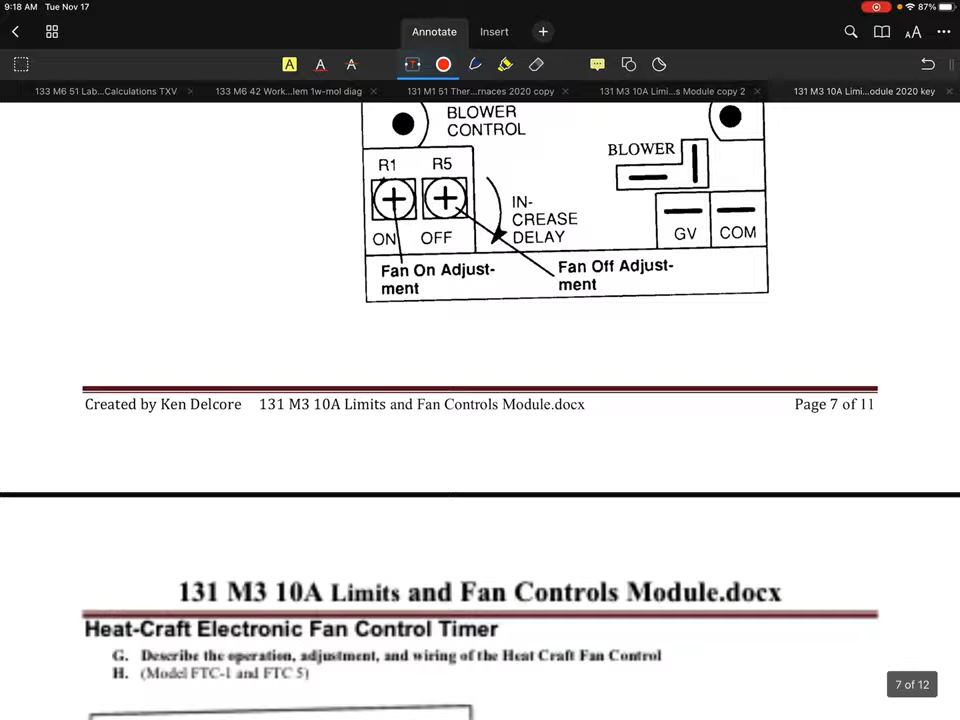 9:18 AM Tue Nov 17
87%
Annotate Insert
133 M6 51 Lab...Calculations TXV
133 M6 42 Work...lem 1w-mol diag
131 M1 51 Ther...rnaces 2020 copy
131 M3 10A Limi...s Module copy 2
131 M3 10A Limi...odule 2020 key
BLOWER
CONTROL
R1 R5
ON OFF
IN-
CREASE
DELAY
BLOWER
GV COM
Fan On Adjust-
ment
Fan Off Adjust-
ment
Created by Ken Delcore 131 M3 10A Limits and Fan Controls Module.docx Page 7 of 11
131 M3 10A Limits and Fan Controls Module.docx
Heat-Craft Electronic Fan Control Timer
G. Describe the operation, adjustment, and wiring of the Heat Craft Fan Control
H. (Model FTC-1 and FTC 5)
7 of 12